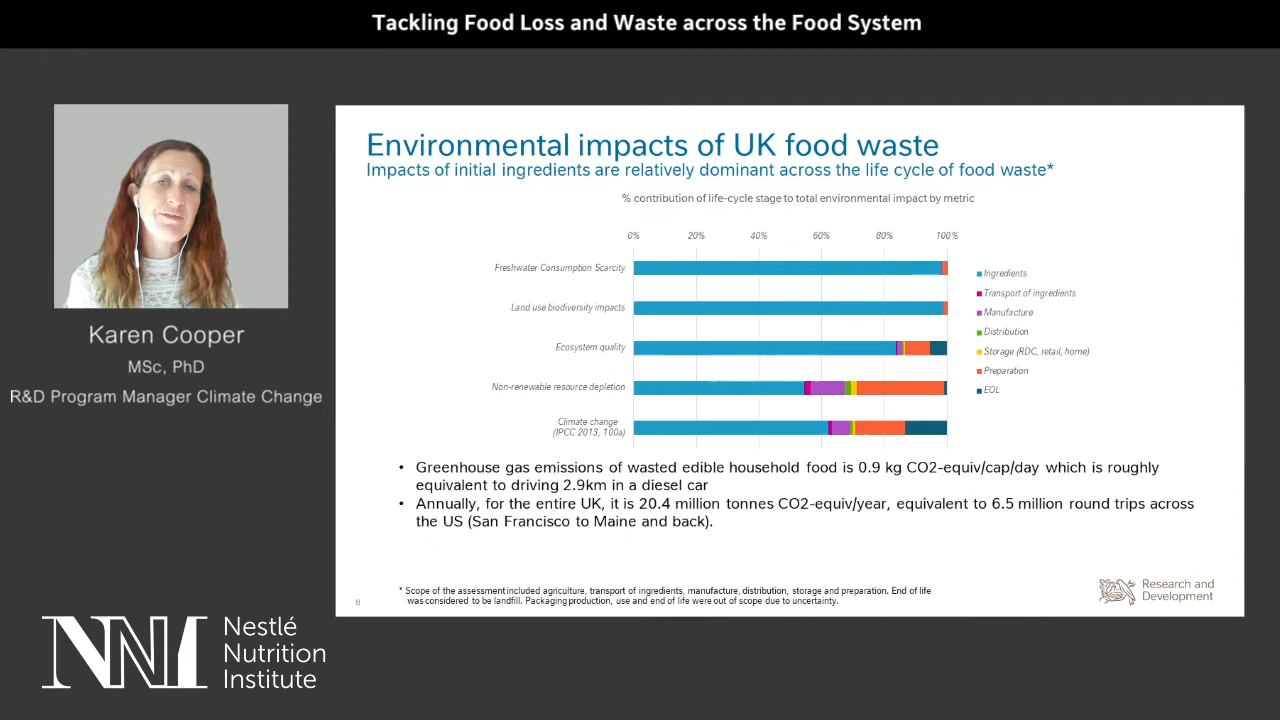 Tackling Food Loss and Waste across the Food System
Karen Cooper
MSc, PhD
R&D Program Manager Climate Change
Environmental impacts of UK food waste
Impacts of initial ingredients are relatively dominant across the life cycle of food waste*
% contribution of life-cycle stage to total environmental impact by metric
0% 20% 40% 60% 80% 100%
Freshwater Consumption Scarcity
Land use biodiversity impacts
Ecosystem quality
Non-renewable resource depletion
Climate change
(IPCC 2013, 100a)
Ingredients
Transport of ingredients
Manufacture
Distribution
Storage (RDC, retail, home)
Preparation
EOL
• Greenhouse gas emissions of wasted edible household food is 0.9 kg CO2-equiv/cap/day which is roughly
equivalent to driving 2.9km in a diesel car
• Annually, for the entire UK, it is 20.4 million tonnes CO2-equiv/year, equivalent to 6.5 million round trips across
the US (San Francisco to Maine and back).
* Scope of the assessment included agriculture, transport of ingredients, manufacture, distribution, storage and preparation. End of life
was considered to be landfill. Packaging production, use and end of life were out of scope due to uncertainty.
8
Research and
Development
NNI
Nestlé
Nutrition
Institute